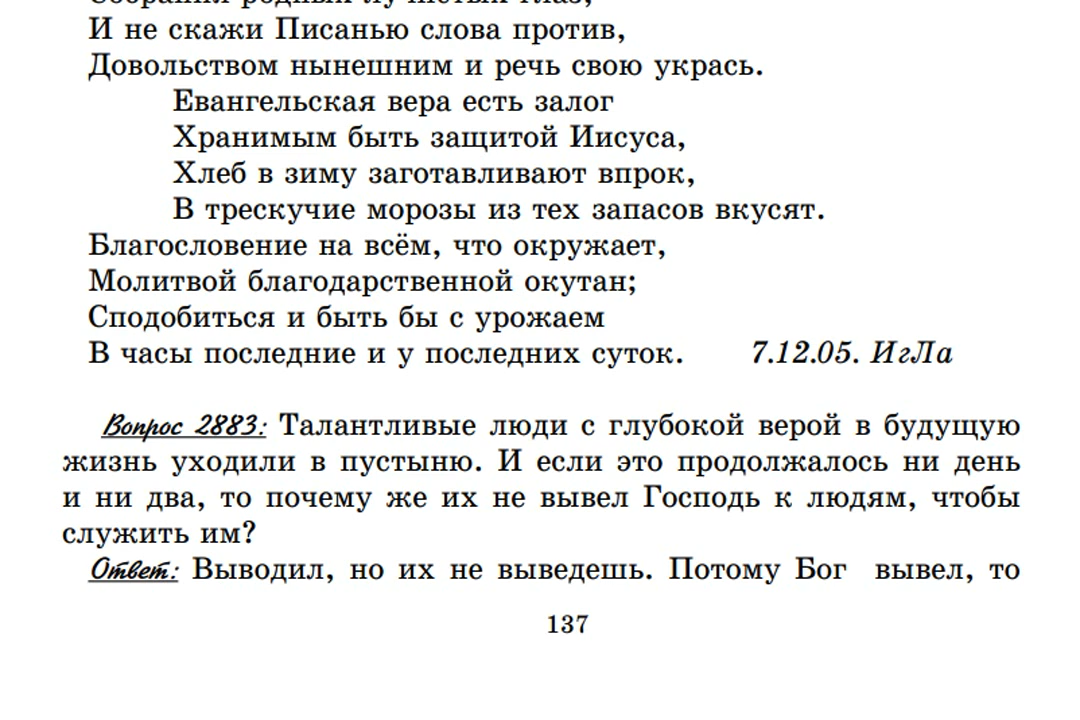 И не скажи Писанью слова против,
Довольством нынешним и речь свою укрась.
Евангельская вера есть залог
Хранимым быть защитой Иисуса,
Хлеб в зиму заготавливают впрок,
В трескучие морозы из тех запасов вкусят.
Благословение на всём, что окружает,
Молитвой благодарственной окутан;
Сподобиться и быть бы с урожаем
В часы последние и у последних суток. 7.12.05. ИгЛа
Вопрос 2883: Талантливые люди с глубокой верой в будущую
жизнь уходили в пустыню. И если это продолжалось ни день
и ни два, то почему же их не вывел Господь к людям, чтобы
служить им?
Ответ: Выводил, но их не выведешь. Потому Бог вывел, то
137